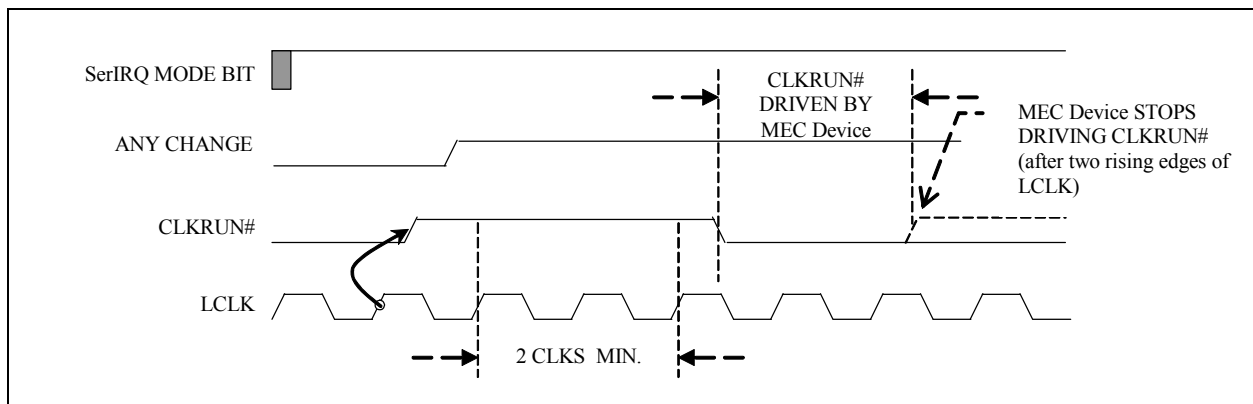 SerIRQ MODE BIT
CLKRUN#
DRIVEN BY
MEC Device
MEC Device STOPS
DRIVING CLKRUN#
(after two rising edges of
LCLK)
ANY CHANGE
CLKRUN#
LCLK
2 CLKS MIN.